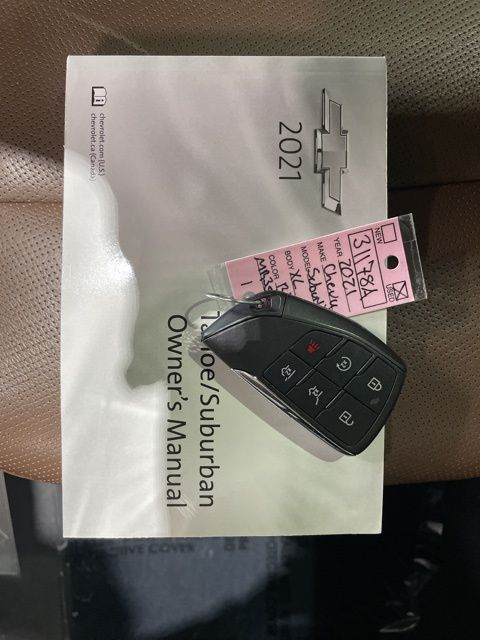 2021
Tahoe/Suburban
Owner's Manual
chevrolet.com (U.S.)
chevrolet.ca (Canada)
NEW
USED
31178A
YEAR 2021
MAKE Chevy
MODEL
BODY XL
COLOR